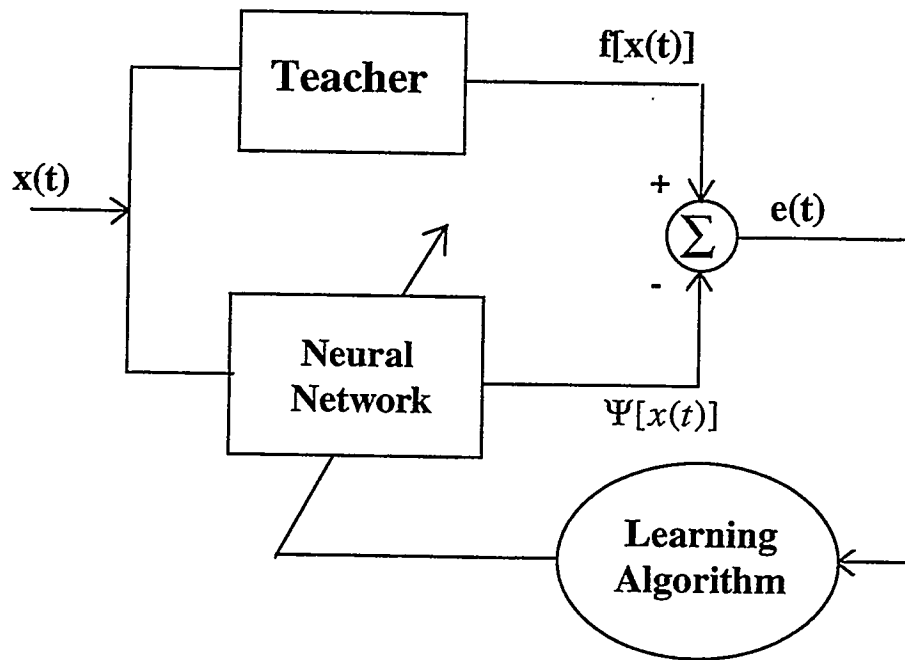 Teacher
f[x(t)]
x(t)
+
Σ
e(t)
-
Neural
Network
Ψ[x(t)]
Learning
Algorithm